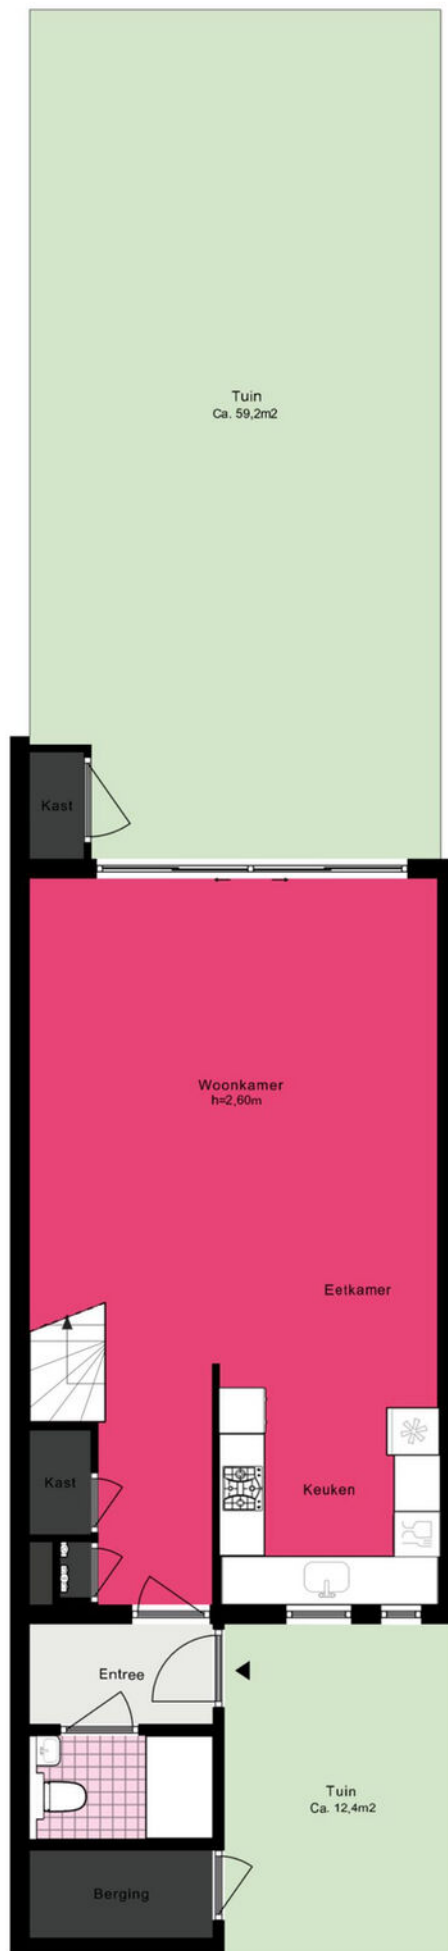 Tuin
Ca. 59,2m2
Kast
Woonkamer
h=2,60m
Eetkamer
Kast
Keuken
Entree
Tuin
Ca. 12,4m2
Berging